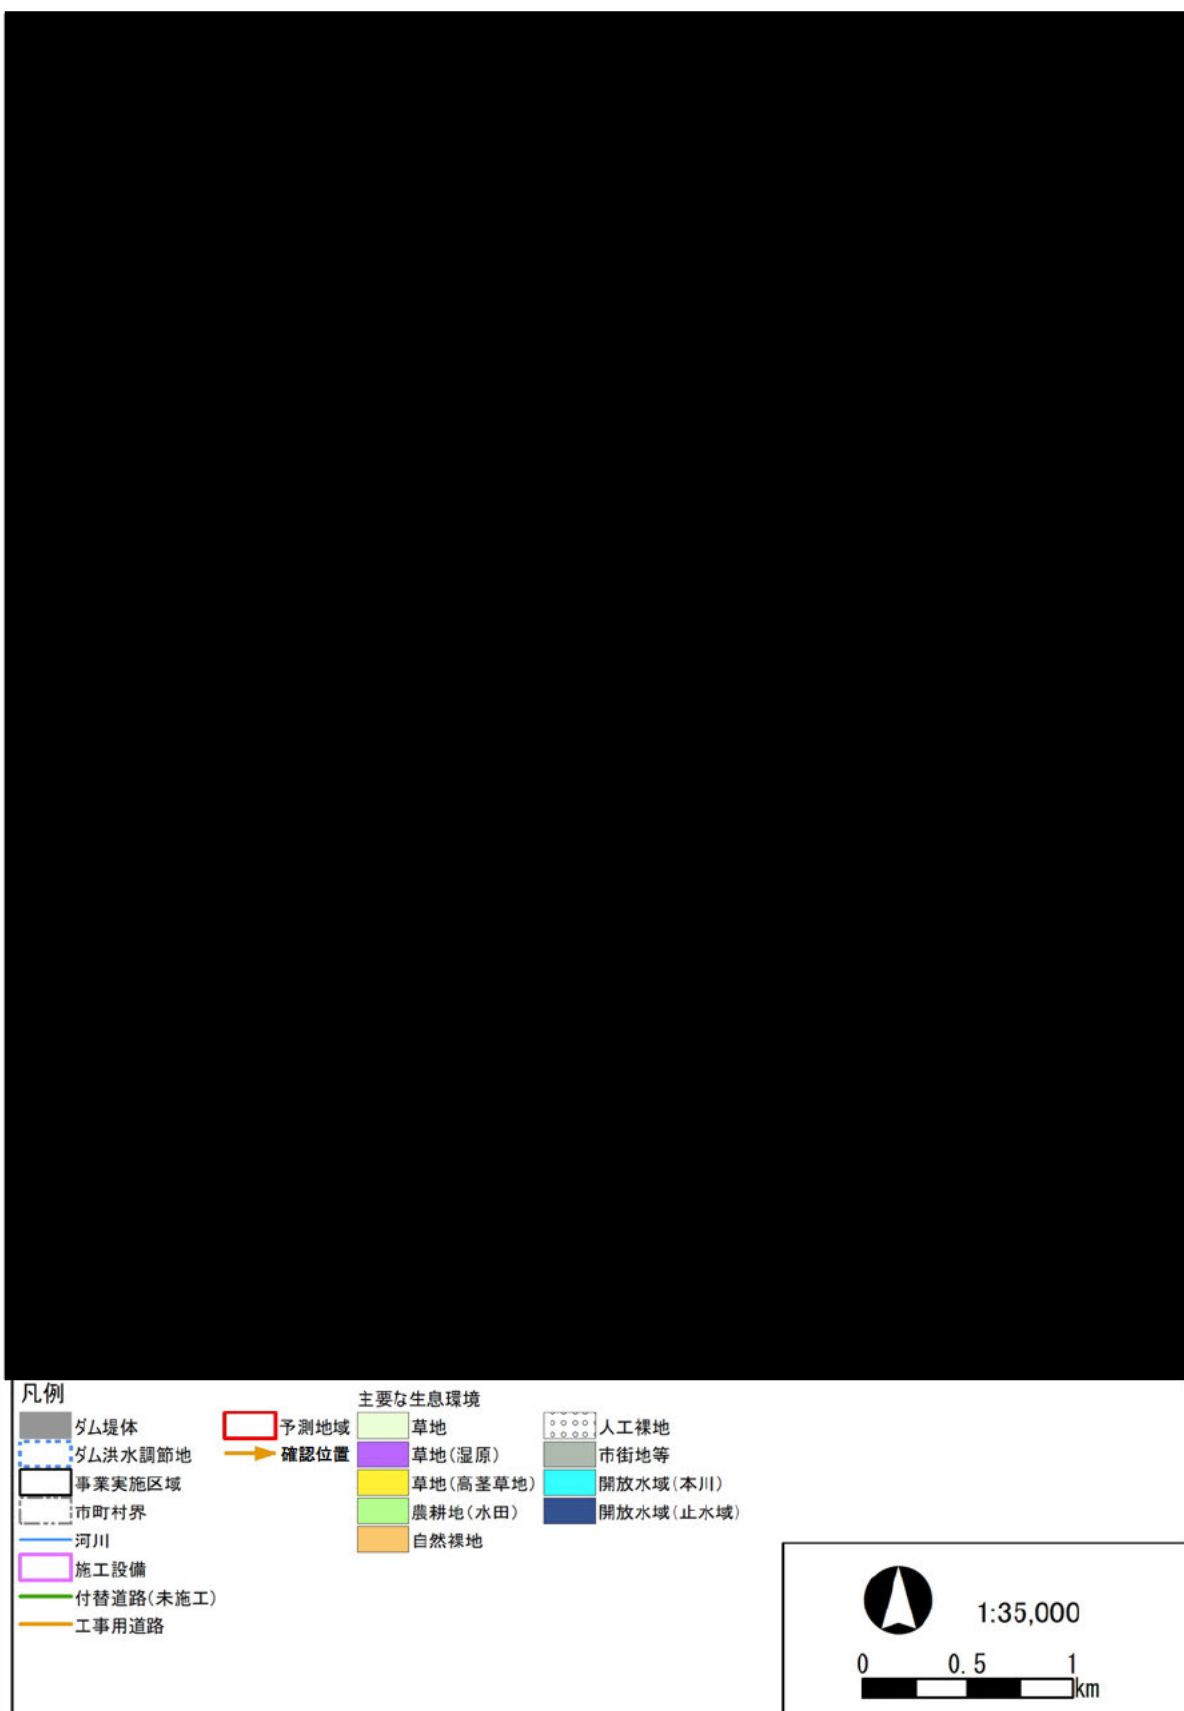 凡例
ダム堤体
ダム洪水調節地
事業実施区域
市町村界
河川
施工設備
付替道路(未施工)
工事用道路
予測地域
確認位置
主要な生息環境
草地
草地(湿原)
草地(高茎草地)
農耕地(水田)
自然裸地
人工裸地
市街地等
開放水域(本川)
開放水域(止水域)
1:35,000
0 0.5 1
km